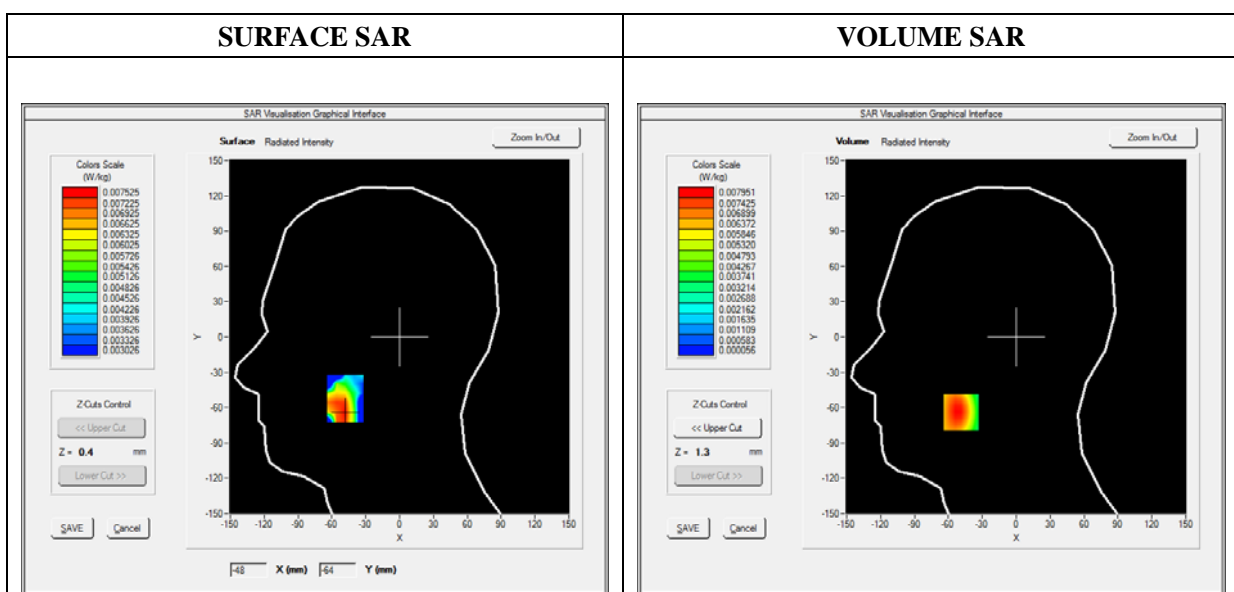 SURFACE SAR
VOLUME SAR
SAR Visualisation Graphical Interface
Surface Radiated Intensity
Zoom In/Out
Colors Scale
(W/kg)
0.007525
0.007225
0.006925
0.006625
0.006325
0.006025
0.005726
0.005426
0.005126
0.004826
0.004526
0.004226
0.003926
0.003626
0.003326
0.003026
Z-Cuts Control
<< Upper Cut
Z = 0.4 mm
Lower Cut >>
SAVE Cancel
150
120
90
60
30
Y 0
-30
-60
-90
-120
-150
-150 -120 -90 -60 -30 0 30 60 90 120 150
X
-48 X (mm) -64 Y (mm)
SAR Visualisation Graphical Interface
Volume Radiated Intensity
Zoom In/Out
Colors Scale
(W/kg)
0.007951
0.007425
0.006899
0.006372
0.005846
0.005320
0.004793
0.004267
0.003741
0.003214
0.002688
0.002162
0.001635
0.001109
0.000583
0.000056
Z-Cuts Control
<< Upper Cut
Z = 1.3 mm
Lower Cut >>
SAVE Cancel
150
120
90
60
30
Y 0
-30
-60
-90
-120
-150
-150 -120 -90 -60 -30 0 30 60 90 120 150
X